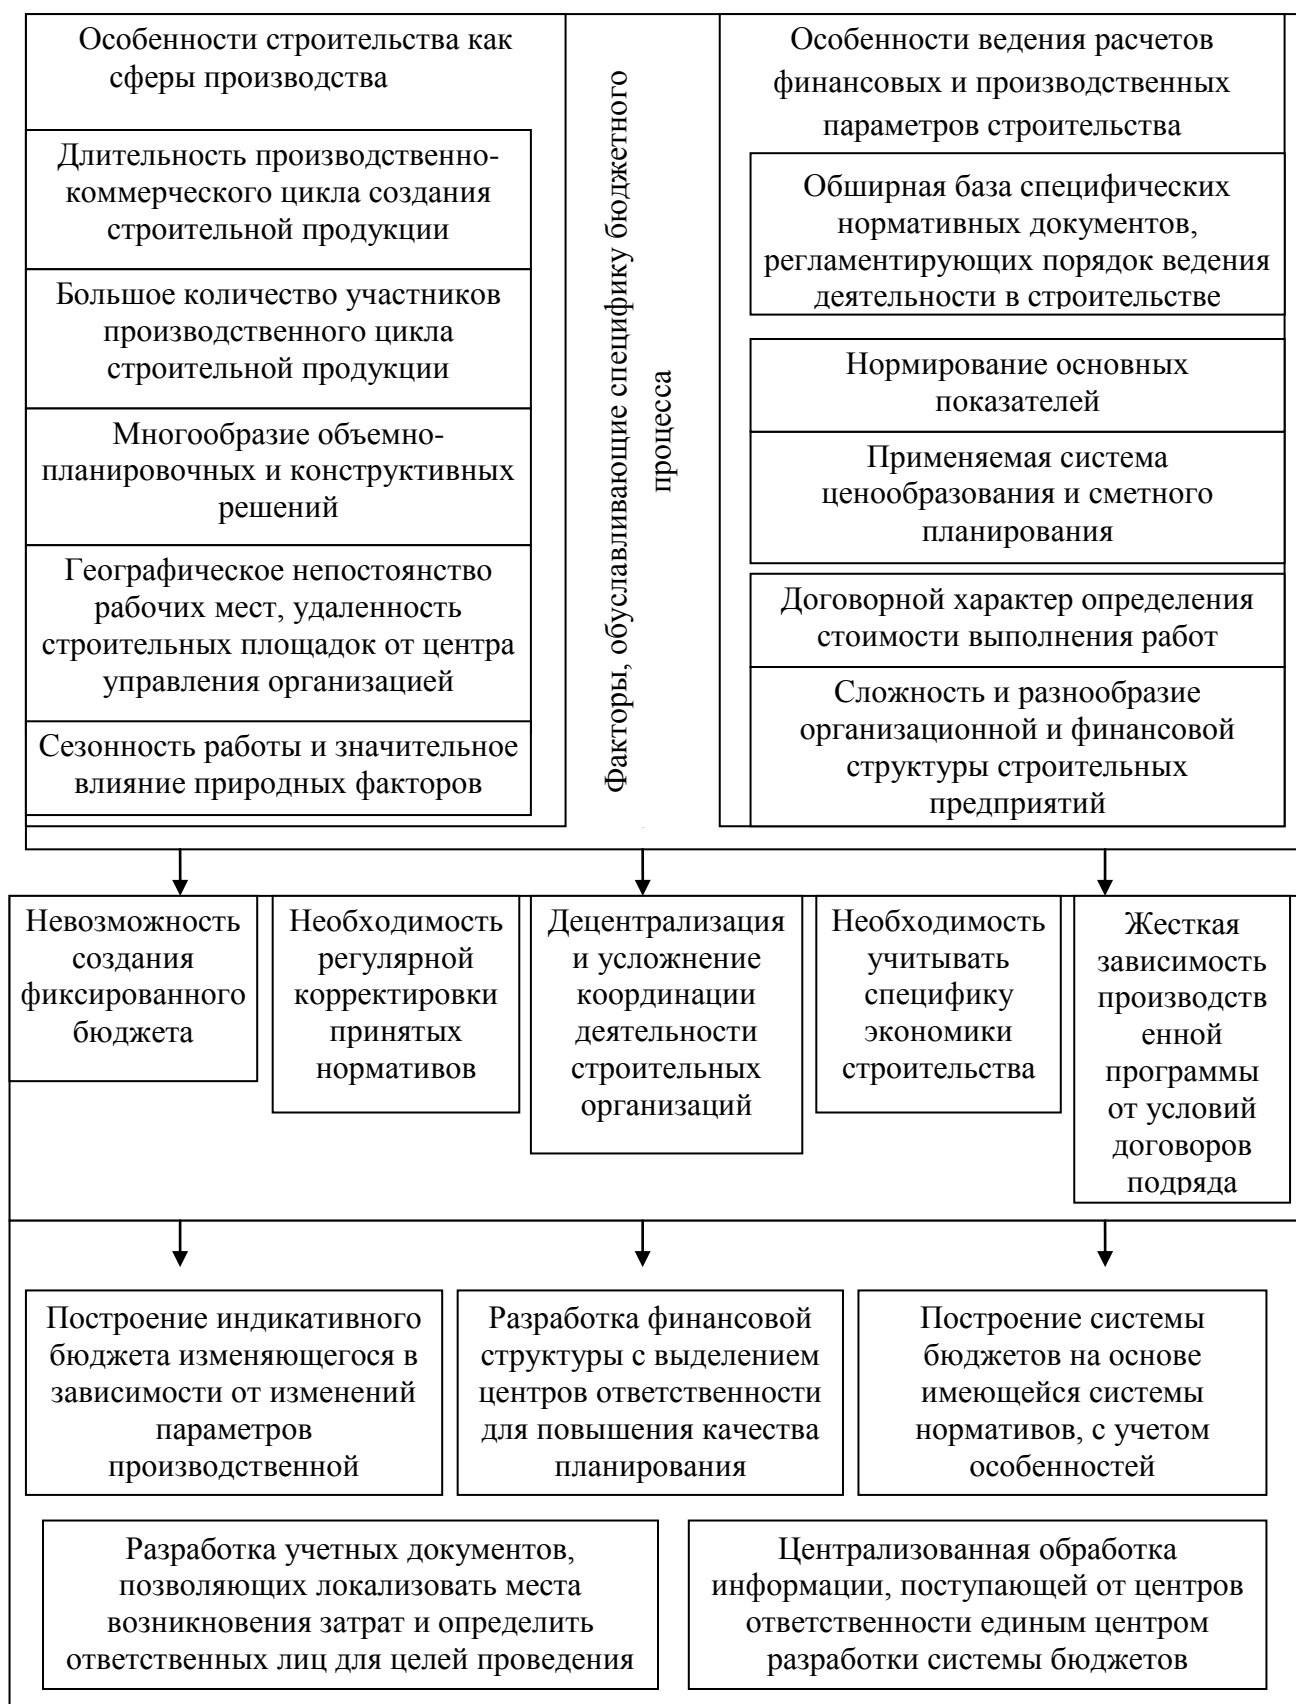 Особенности строительства как
сферы производства
Длительность производственно-
коммерческого цикла создания
строительной продукции
Большое количество участников
производственного цикла
строительной продукции
Многообразие объемно-
планировочных и конструктивных
решений
Географическое непостоянство
рабочих мест, удаленность
строительных площадок от центра
управления организацией
Сезонность работы и значительное
влияние природных факторов
Факторы, обуславливающие специфику бюджетного
процесса
Особенности ведения расчетов
финансовых и производственных
параметров строительства
Обширная база специфических
нормативных документов,
регламентирующих порядок ведения
деятельности в строительстве
Нормирование основных
показателей
Применяемая система
ценообразования и сметного
планирования
Договорной характер определения
стоимости выполнения работ
Сложность и разнообразие
организационной и финансовой
структуры строительных
предприятий
Невозможность
создания
фиксированного
бюджета
Необходимость
регулярной
корректировки
принятых
нормативов
Децентрализация
и усложнение
координации
деятельности
строительных
организаций
Необходимость
учитывать
специфику
экономики
строительства
Жесткая
зависимость
производств
енной
программы
от условий
договоров
подряда
Построение индикативного
бюджета изменяющегося в
зависимости от изменений
параметров
производственной
Разработка финансовой
структуры с выделением
центров ответственности
для повышения качества
планирования
Построение системы
бюджетов на основе
имеющейся системы
нормативов, с учетом
особенностей
Разработка учетных документов,
позволяющих локализовать места
возникновения затрат и определить
ответственных лиц для целей проведения
Централизованная обработка
информации, поступающей от центров
ответственности единым центром
разработки системы бюджетов